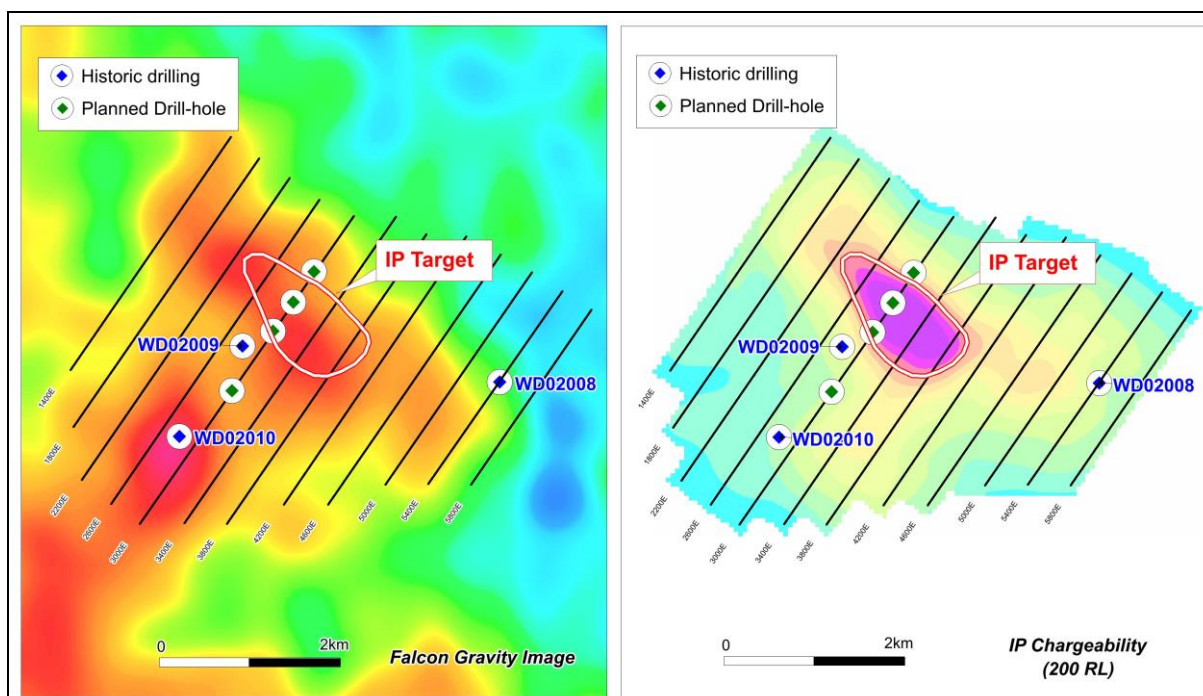 Historic drilling
Planned Drill-hole
IP Target
WD02009
WD02008
WD02010
1400E
1800E
2200E
2600E
3000E
3400E
3800E
4200E
4600E
5000E
5400E
5800E
0 2km
Falcon Gravity Image
Historic drilling
Planned Drill-hole
IP Target
WD02009
WD02008
WD02010
1400E
1800E
2200E
2600E
3000E
3400E
3800E
4200E
4600E
5000E
5400E
5800E
0 2km
IP Chargeability
(200 RL)